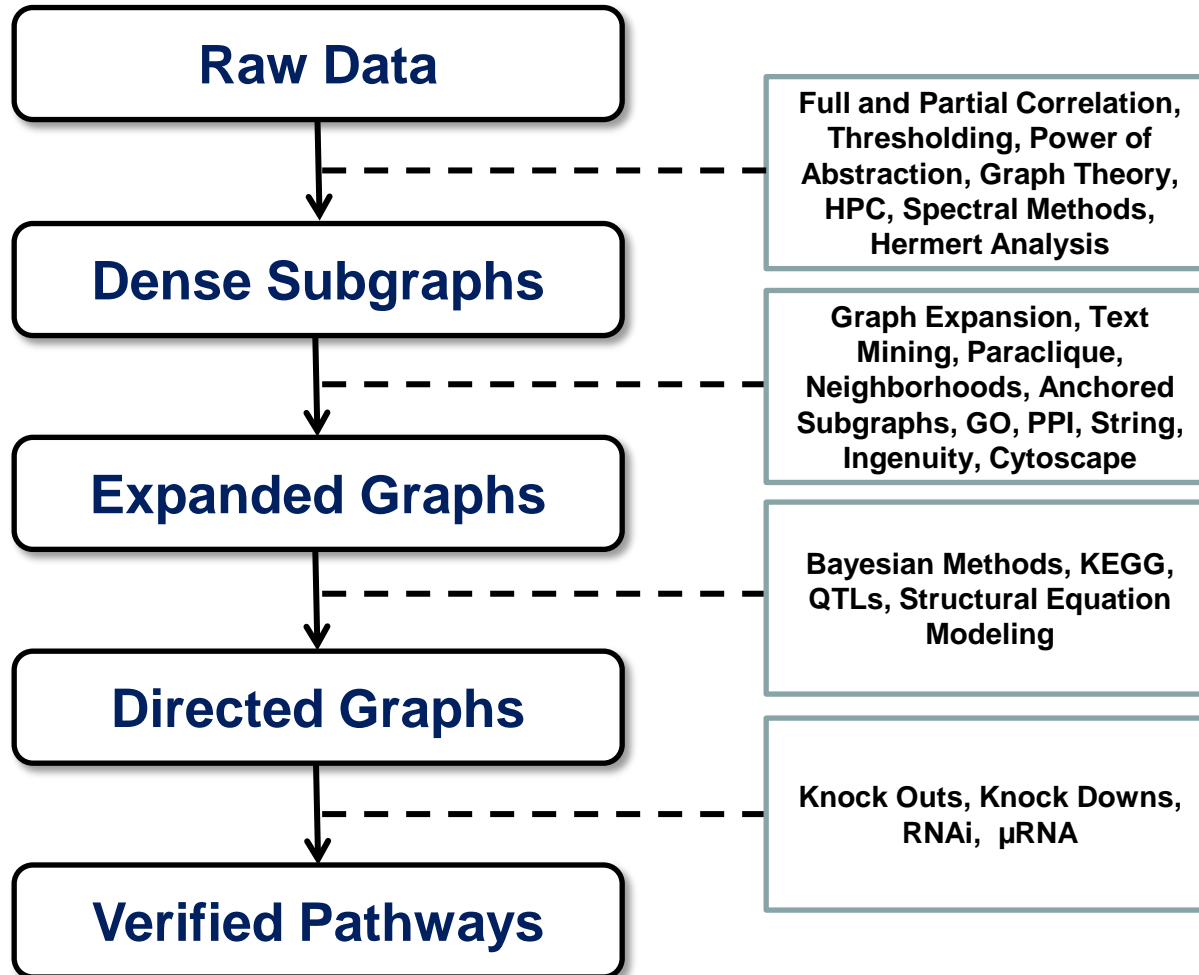 Raw Data
Full and Partial Correlation,
Thresholding, Power of
Abstraction, Graph Theory,
HPC, Spectral Methods,
Hermert Analysis
Dense Subgraphs
Graph Expansion, Text
Mining, Paraclique,
Neighborhoods, Anchored
Subgraphs, GO, PPI, String,
Ingenuity, Cytoscape
Expanded Graphs
Bayesian Methods, KEGG,
QTLs, Structural Equation
Modeling
Directed Graphs
Knock Outs, Knock Downs,
RNAi, µRNA
Verified Pathways